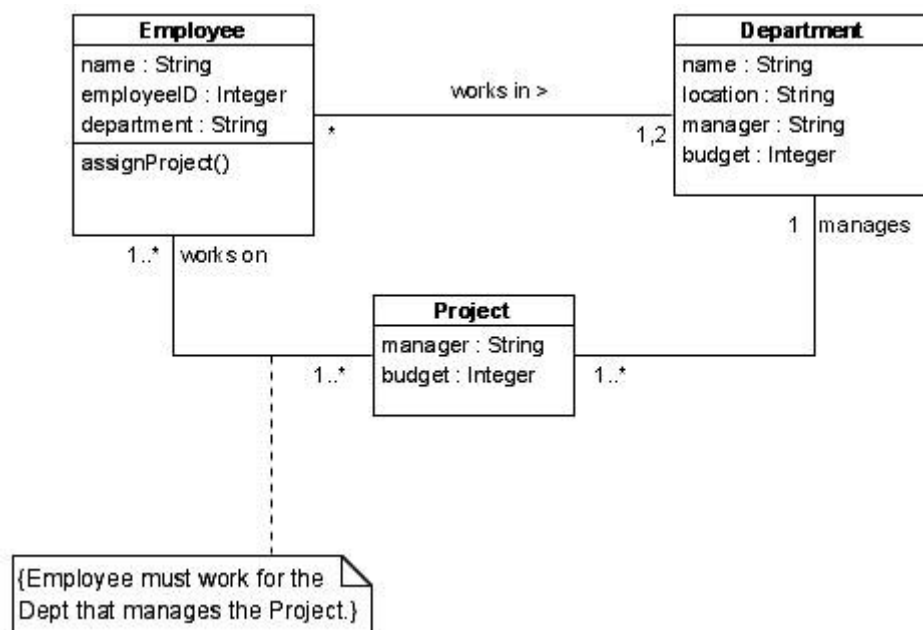 Employee
name : String
employeeID : Integer
department : String
assignProject()
works in >
*
1,2
Department
name : String
location : String
manager : String
budget : Integer
1..*
works on
1
manages
Project
manager : String
budget : Integer
1..*
1..*
{Employee must work for the
Dept that manages the Project.}